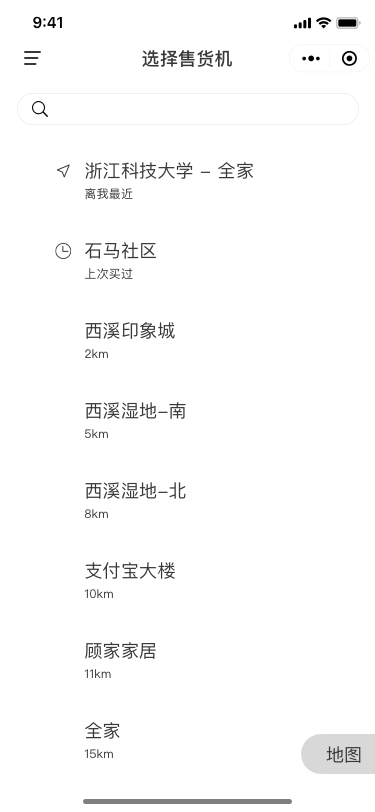 9:41
选择售货机
浙江科技大学 - 全家
离我最近
石马社区
上次买过
西溪印象城
2km
西溪湿地-南
5km
西溪湿地-北
8km
支付宝大楼
10km
顾家家居
11km
全家
15km
地图